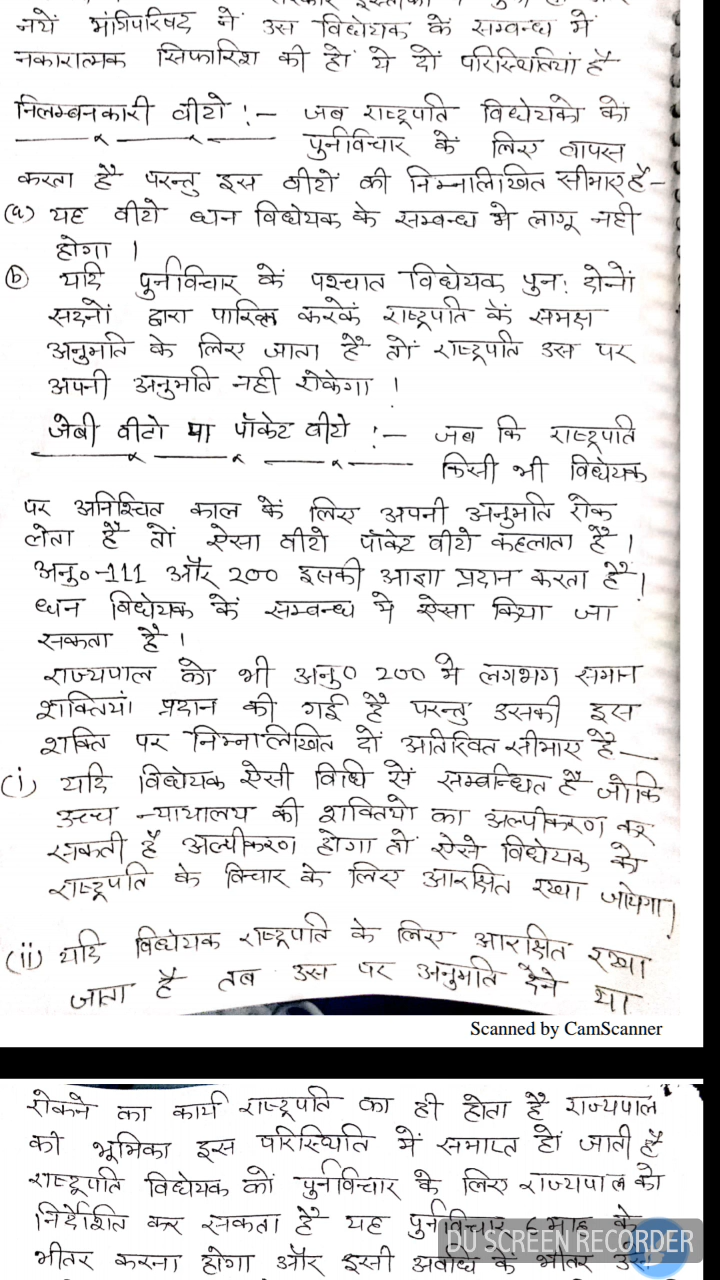 नयें मंत्रिपरिषद ने उस विधेयक के सम्बन्ध में
नकारात्मक सिफारिश की हो ये दो परिस्थितियां है
निलम्बनकारी वीटो :- जब राष्ट्रपति विधेयको को
पुर्नविचार के लिए वापस
करता है परन्तु इस वीटो की निम्नलिखित सीमाए है-
(a) यह वीटो धन विधेयक के सम्बन्ध मे लागू नही
होगा ।
(b) यदि पुर्नविचार के पश्चात विधेयक पुन: दोनों
सदनों द्वारा पारित करके राष्ट्रपति के समक्ष
अनुमति के लिए जाता है तो राष्ट्रपति उस पर
अपनी अनुमति नही रोकेगा ।
जेबी वीटो या पॉकेट वीटो :- जब कि राष्ट्रपति
किसी भी विधेयक
पर अनिश्चित काल के लिए अपनी अनुमति रोक
लेता है तो ऐसा वीटो पॉकेट वीटो कहलाता है ।
अनु० -111 और 200 इसकी आज्ञा प्रदान करता है।
धन विधेयक के सम्बन्ध मे ऐसा किया जा
सकता है ।
राज्यपाल को भी अनु० 200 मे लगभग समान
शक्तियां प्रदान की गई है परन्तु उसकी इस
शक्ति पर निम्नलिखित दो अतिरिक्त सीमाए है—
(i) यदि विधेयक ऐसी विधि से सम्बन्धित है जोकि
उच्च न्यायालय की शक्तियो का अल्पीकरण कर
सकती है अल्पीकरण होगा तो ऐसे विधेयक को
राष्ट्रपति के विचार के लिए आरक्षित रखा जायेगा।
(ii) यदि विधेयक राष्ट्रपति के लिए आरक्षित रखा
जाता है तब उस पर अनुमति देने या
Scanned by CamScanner
रोकने का कार्य राष्ट्रपति का ही होता है राज्यपाल
की भूमिका इस परिस्थिति में समाप्त हो जाती है
राष्ट्रपति विधेयक को पुर्नविचार के लिए राज्यपाल को
निर्देशित कर सकता है यह पुर्नविचार 6 माह के
भीतर करना होगा और इसी अवधि के भीतर उसे
DU SCREEN RECORDER